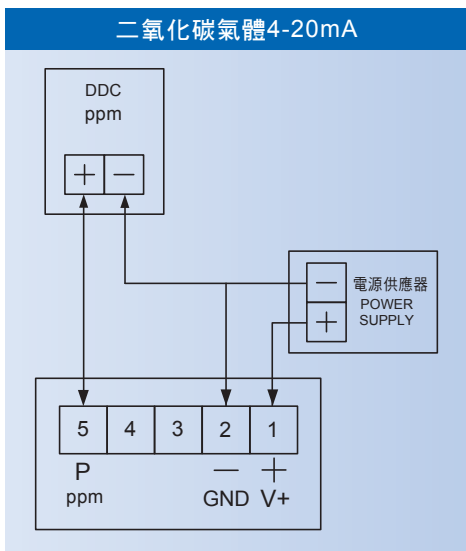 二氧化碳氣體4-20mA
DDC
ppm
+ −
− 電源供應器
POWER
+ SUPPLY
5 4 3 2 1
P − +
ppm GND V+